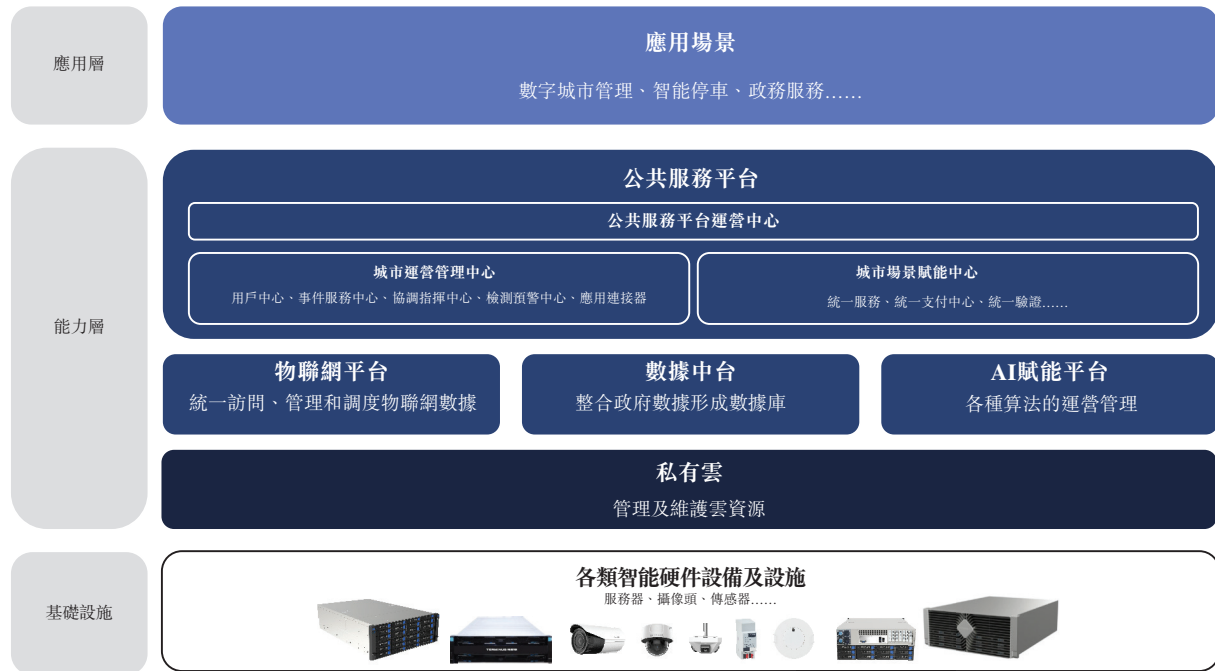 應用層
應用場景
數字城市管理、智能停車、政務服務……
能力層
公共服務平台
公共服務平台運營中心
城市運營管理中心
用戶中心、事件服務中心、協調指揮中心、檢測預警中心、應用連接器
城市場景賦能中心
統一服務、統一支付中心、統一驗證……
物聯網平台
統一訪問、管理和調度物聯網數據
數據中台
整合政府數據形成數據庫
AI賦能平台
各種算法的運營管理
私有雲
管理及維護雲資源
基礎設施
各類智能硬件設備及設施
服務器、攝像頭、傳感器……